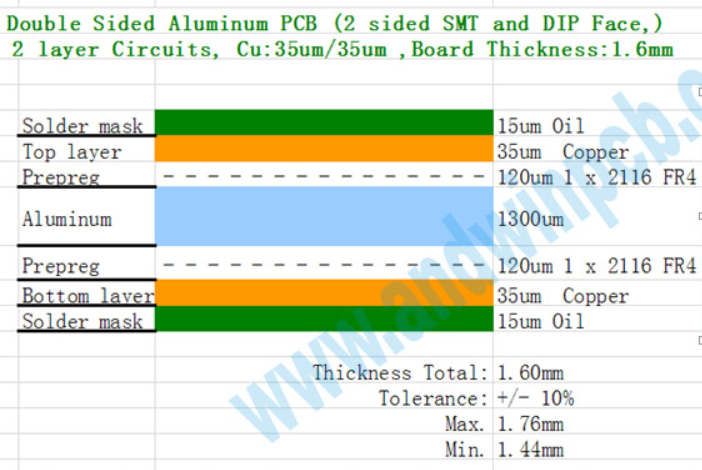 Double Sided Aluminum PCB (2 sided SMT and DIP Face,)
2 layer Circuits, Cu:35um/35um ,Board Thickness:1.6mm
Solder mask 15um Oil
Top layer 35um Copper
Prepreg 120um 1 x 2116 FR4
Aluminum 1300um
Prepreg 120um 1 x 2116 FR4
Bottom layer 35um Copper
Solder mask 15um Oil
Thickness Total: 1.60mm
Tolerance: +/- 10%
Max. 1.76mm
Min. 1.44mm
www.andwinpcb.c